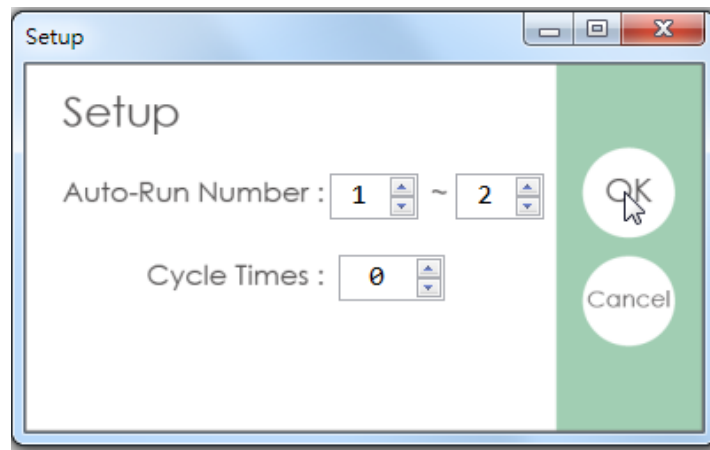 Setup
Setup
Auto-Run Number : 1 ~ 2
OK
Cycle Times : 0
Cancel